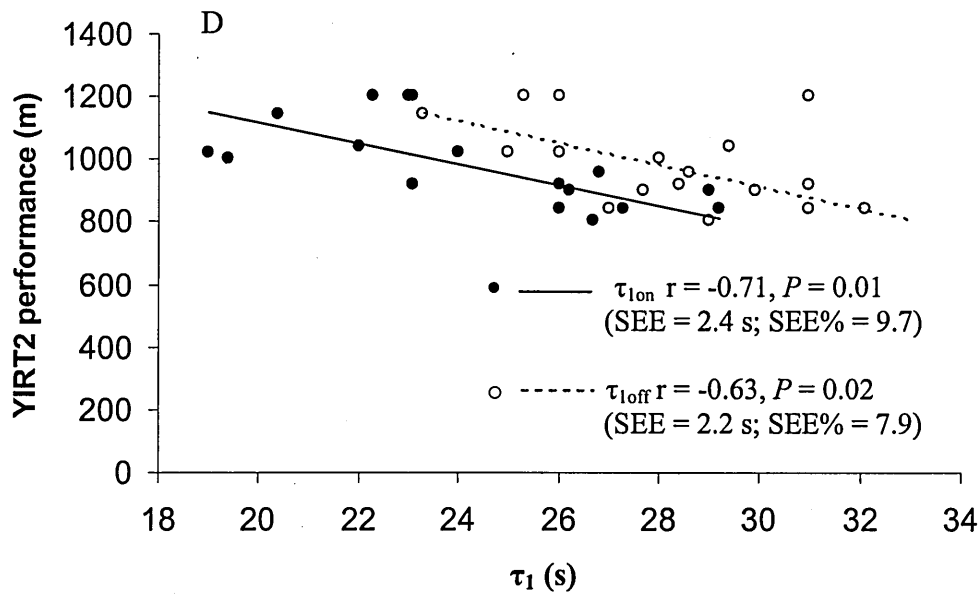 D
1400
1200
1000
800
600
400
200
0
YIRT2 performance (m)
τ1on r = -0.71, P = 0.01
(SEE = 2.4 s; SEE% = 9.7)
τ1off r = -0.63, P = 0.02
(SEE = 2.2 s; SEE% = 7.9)
18 20 22 24 26 28 30 32 34
τ1 (s)